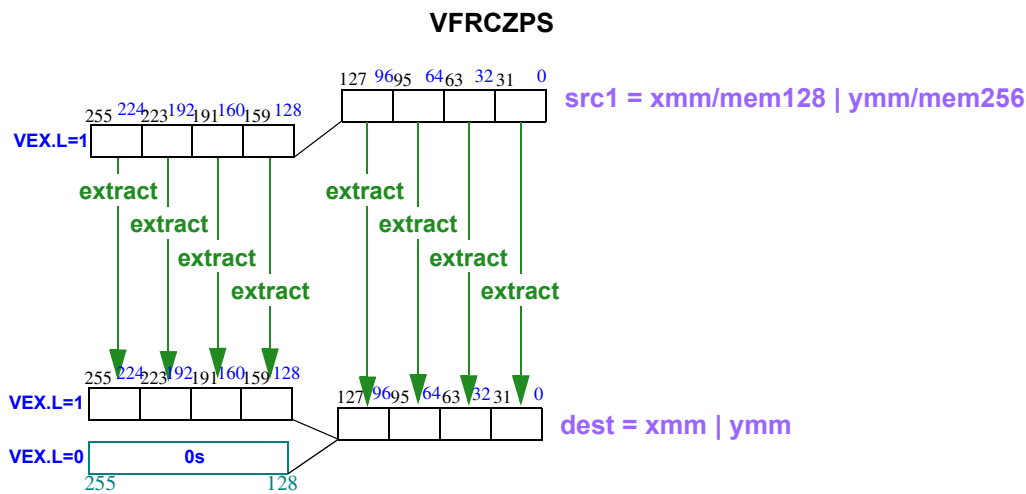 VFRCZPS
127 96 95 64 63 32 31 0
src1 = xmm/mem128 | ymm/mem256
255 224 223 192 191 160 159 128
VEX.L=1
extract extract
extract extract
extract extract
extract extract
255 224 223 192 191 160 159 128
127 96 95 64 63 32 31 0
VEX.L=1
dest = xmm | ymm
VEX.L=0 0s
255 128